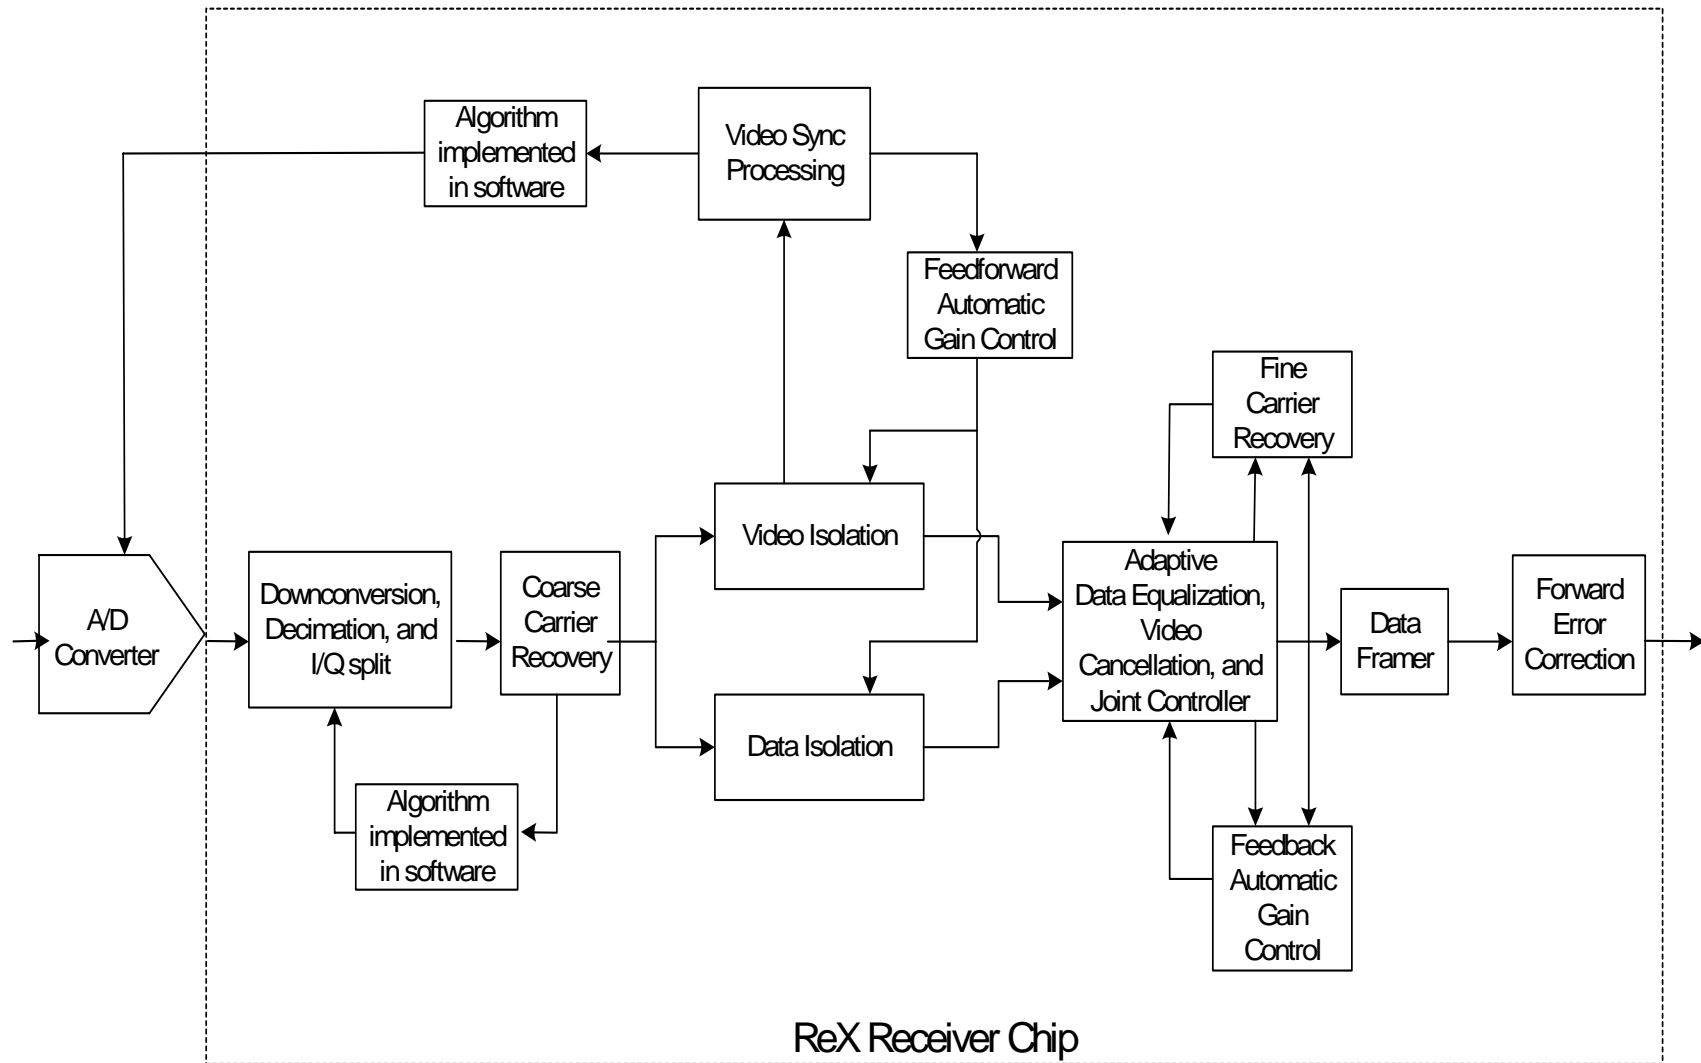 Algorithm
implemented
in software
Video Sync
Processing
Feedforward
Automatic
Gain Control
Fine
Carrier
Recovery
A/D
Converter
Downconversion,
Decimation, and
I/Q split
Coarse
Carrier
Recovery
Video Isolation
Data Isolation
Adaptive
Data Equalization,
Video
Cancellation, and
Joint Controller
Data
Framer
Forward
Error
Correction
Algorithm
implemented
in software
Feedback
Automatic
Gain
Control
ReX Receiver Chip